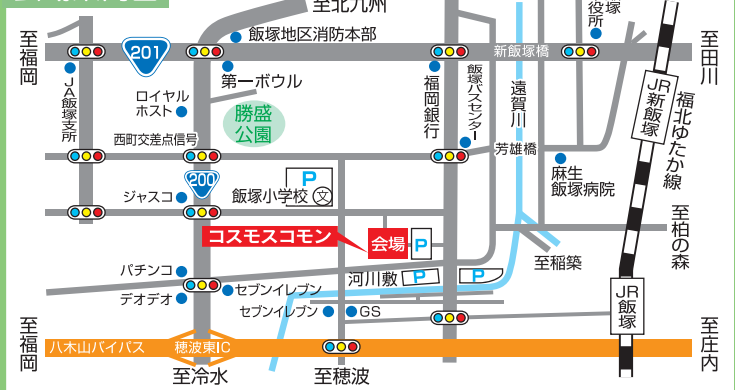 至北九州
役塚
所
至福岡
201
飯塚地区消防本部
新飯塚橋
至田川
JA飯塚支所
第一ボウル
ロイヤル
ホスト
勝盛
公園
福岡銀行
飯塚バスセンター
遠賀川
JR
新飯塚
福北ゆたか線
西町交差点信号
芳雄橋
麻生
飯塚病院
200
P
ジャスコ
飯塚小学校
文
コスモスコモン
会場
P
至柏の森
至稲築
パチンコ
デオデオ
セブンイレブン
河川敷
P
P
セブンイレブン
GS
JR
飯塚
至福岡
八木山バイパス
穂波東IC
至庄内
至冷水
至穂波